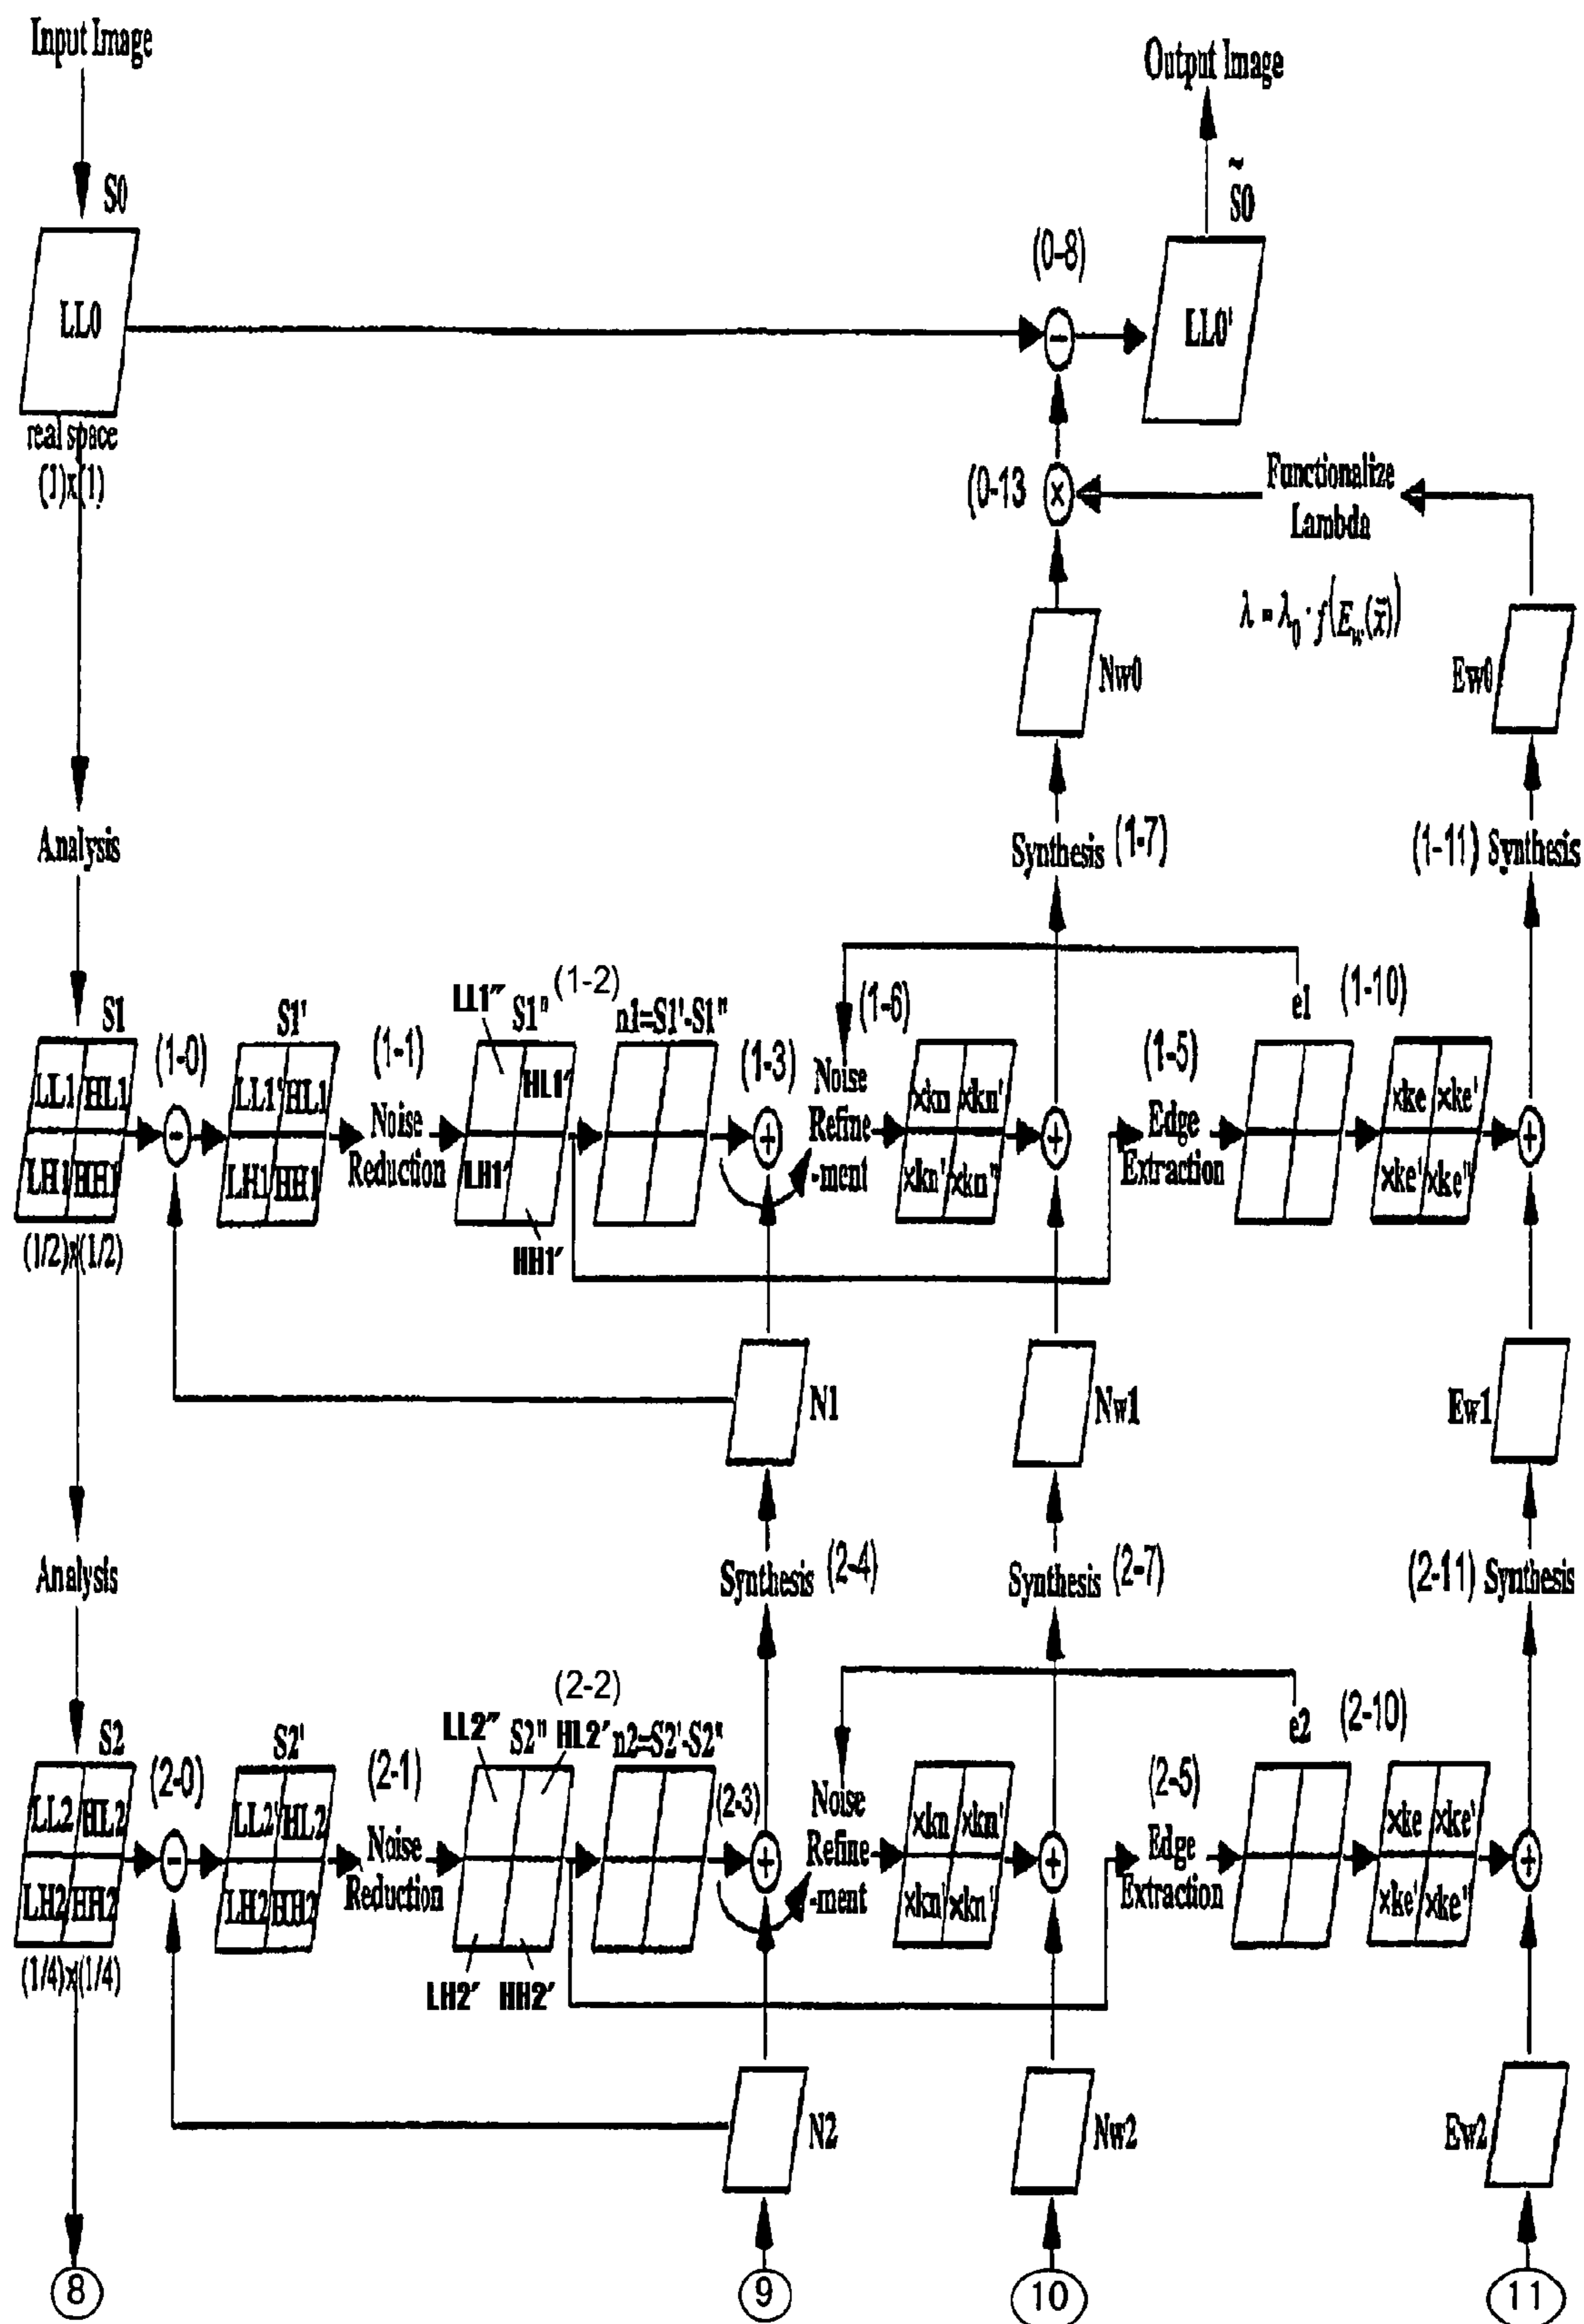 Input Image
Output Image
S0
S̃0
(0-8)
LL0
LL0'
real space
(1)x(1)
(0-13
Functionalize
Lambda
λ = λ0 · f(Ew(x̄))
Nw0
Ew0
Analysis
Synthesis (1-7)
(1-11) Synthesis
S1
(1-0)
S1'
(1-1)
LL1"
S1"
(1-2)
n1=S1'-S1"
(1-3)
(1-6)
(1-5)
e1
(1-10)
LL1 HL1
LH1 HH1
LL1' HL1
LH1 HH1
Noise
Reduction
HL1'
LH1'
HH1'
Noise
Refine
-ment
xkn xkn'
xkn' xkn"
Edge
Extraction
xke xke'
xke' xke"
(1/2)x(1/2)
N1
Nw1
Ew1
Analysis
Synthesis (2-4)
Synthesis (2-7)
(2-11) Synthesis
S2
(2-0)
S2'
(2-1)
LL2"
S2"
(2-2)
HL2'
n2=S2'-S2"
(2-3)
(2-5)
e2
(2-10)
LL2 HL2
LH2 HH2
LL2' HL2
LH2 HH2
Noise
Reduction
LH2'
HH2'
Noise
Refine
-ment
xkn xkn'
xkn' xkn'
Edge
Extraction
xke xke'
xke' xke"
(1/4)x(1/4)
N2
Nw2
Ew2
8
9
10
11